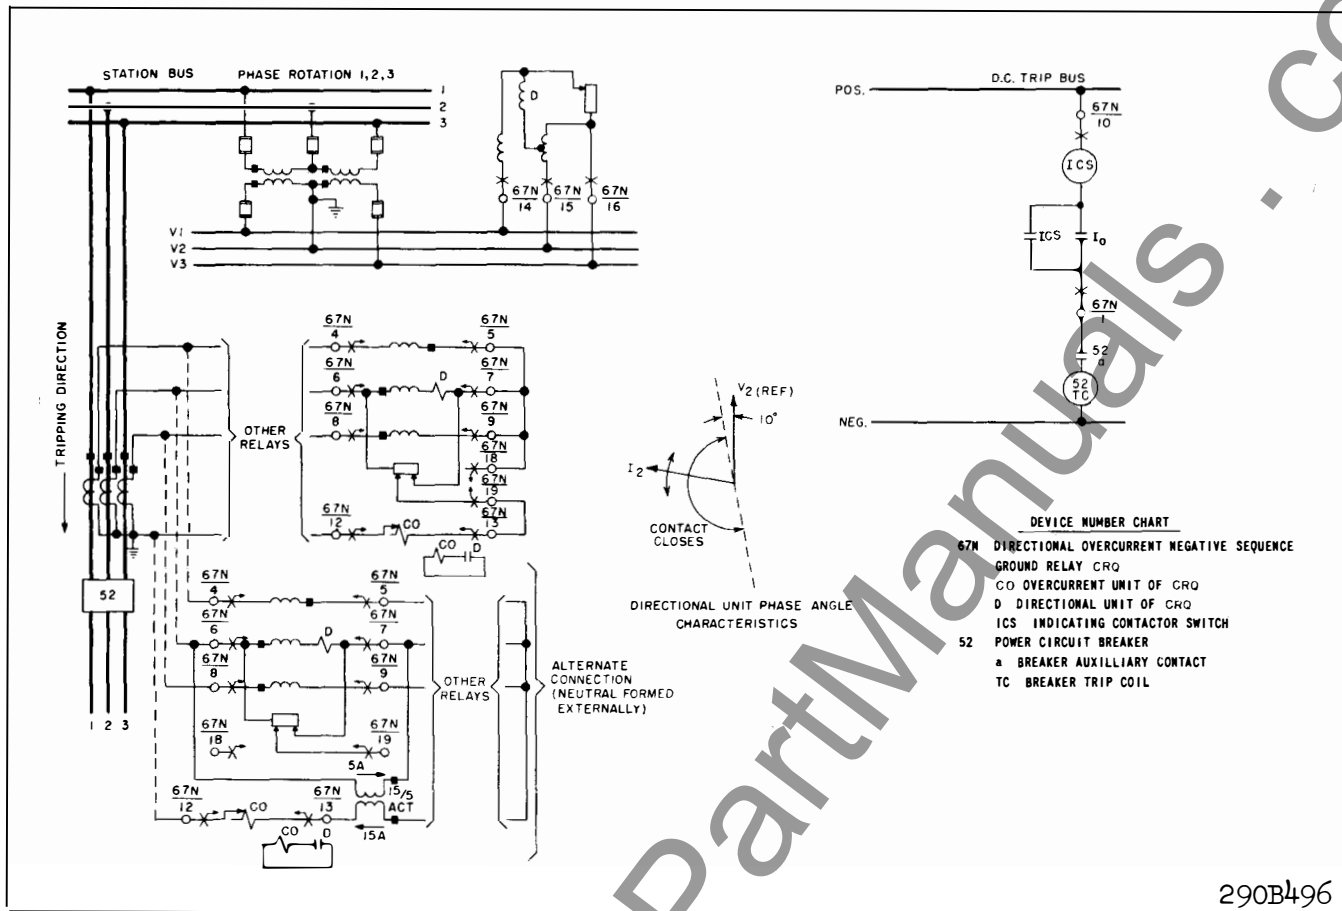 STATION BUS
PHASE ROTATION 1,2,3
1
2
3
D
67N
14
67N
15
67N
16
V1
V2
V3
D.C. TRIP BUS
POS.
67N
10
ICS
ICS
I₀
67N
1
52
a
52
TC
NEG.
TRIPPING DIRECTION
OTHER
RELAYS
67N
4
67N
5
67N
6
D
67N
7
67N
8
67N
9
67N
18
67N
19
67N
12
CO
67N
13
CO
D
V₂(REF)
10°
I₂
CONTACT
CLOSES
DIRECTIONAL UNIT PHASE ANGLE
CHARACTERISTICS
DEVICE NUMBER CHART
67N DIRECTIONAL OVERCURRENT NEGATIVE SEQUENCE
GROUND RELAY CRQ
CO OVERCURRENT UNIT OF CRQ
D DIRECTIONAL UNIT OF CRQ
ICS INDICATING CONTACTOR SWITCH
52 POWER CIRCUIT BREAKER
a BREAKER AUXILLIARY CONTACT
TC BREAKER TRIP COIL
52
1 2 3
67N
4
67N
5
67N
6
D
67N
7
67N
8
67N
9
67N
18
67N
19
5A
15/5
ACT
15A
67N
12
CO
67N
13
CO
D
OTHER
RELAYS
ALTERNATE
CONNECTION
(NEUTRAL FORMED
EXTERNALLY)
290B496
PartManuals . co